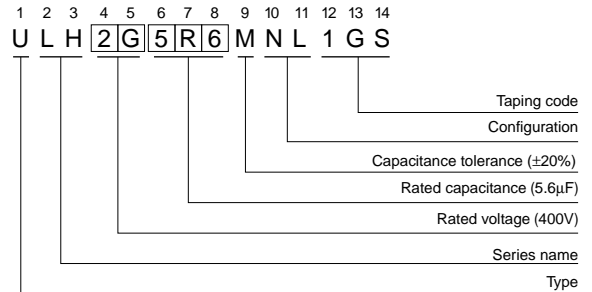 1 2 3 4 5 6 7 8 9 10 11 12 13 14
U L H 2 G 5 R 6 M N L 1 G S
Taping code
Configuration
Capacitance tolerance (±20%)
Rated capacitance (5.6μF)
Rated voltage (400V)
Series name
Type